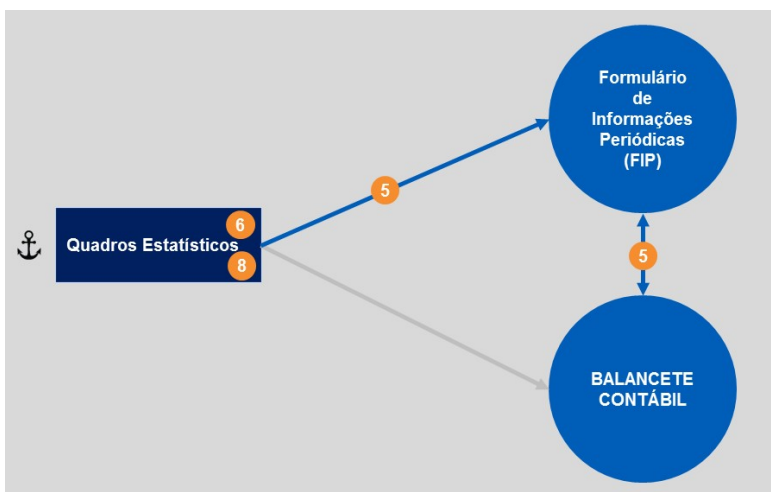 Formulário
de
Informações
Periódicas
(FIP)
5
6
Quadros Estatísticos
8
5
BALANCETE
CONTÁBIL